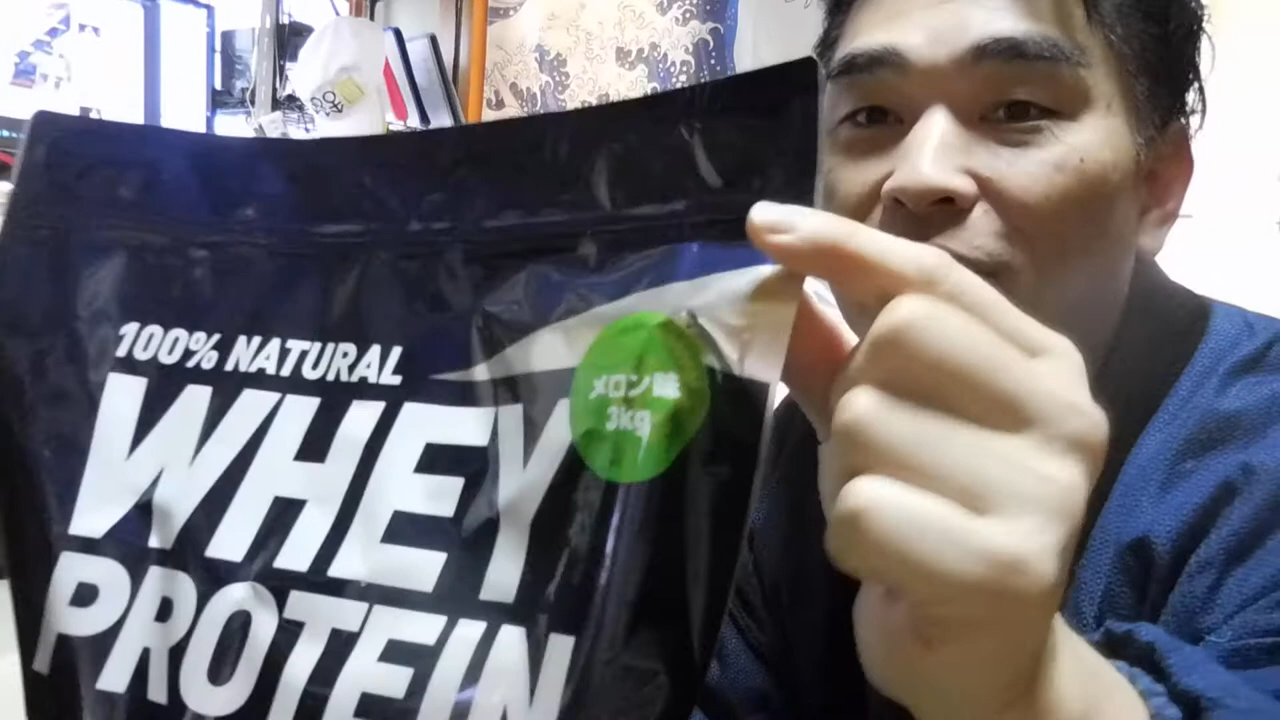 100% NATURAL
WHEY
PROTEIN
メロン味
3kg